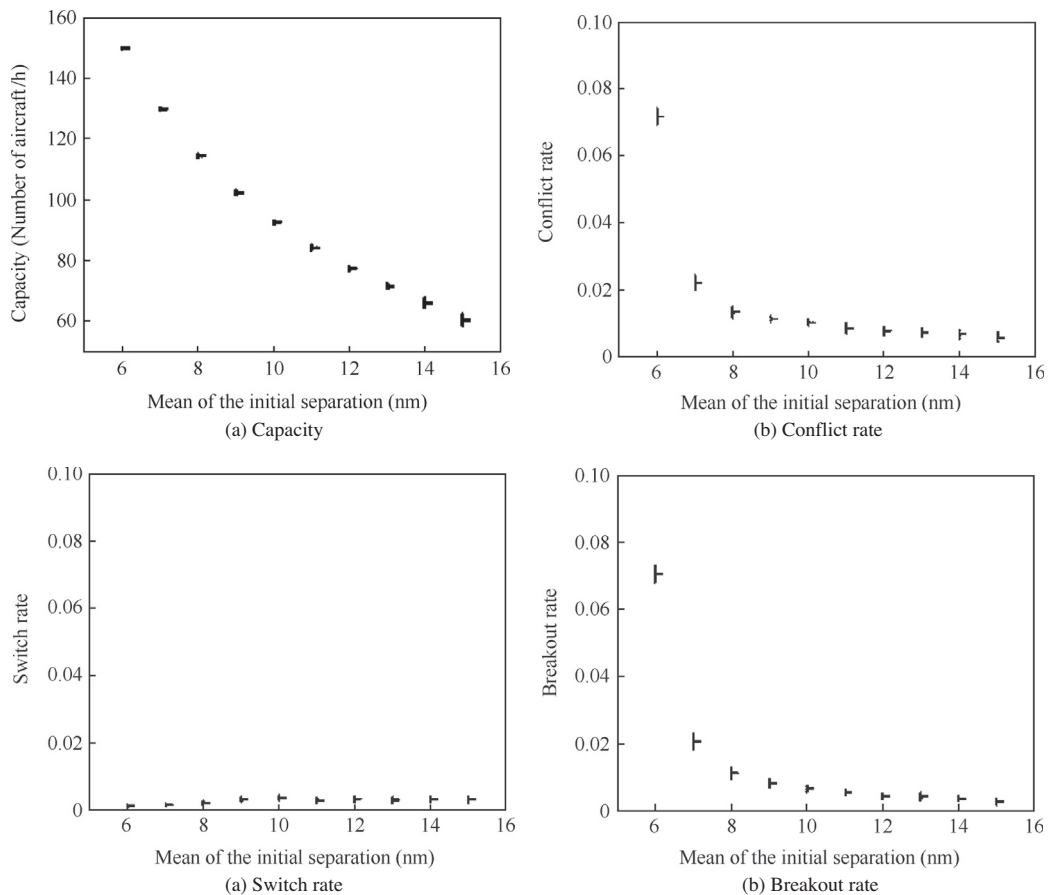 160
140
120
100
80
60
Capacity (Number of aircraft/h)
6 8 10 12 14 16
Mean of the initial separation (nm)
(a) Capacity
0.10
0.08
0.06
0.04
0.02
0
Conflict rate
6 8 10 12 14 16
Mean of the initial separation (nm)
(b) Conflict rate
0.10
0.08
0.06
0.04
0.02
0
Switch rate
6 8 10 12 14 16
Mean of the initial separation (nm)
(a) Switch rate
0.10
0.08
0.06
0.04
0.02
0
Breakout rate
6 8 10 12 14 16
Mean of the initial separation (nm)
(b) Breakout rate